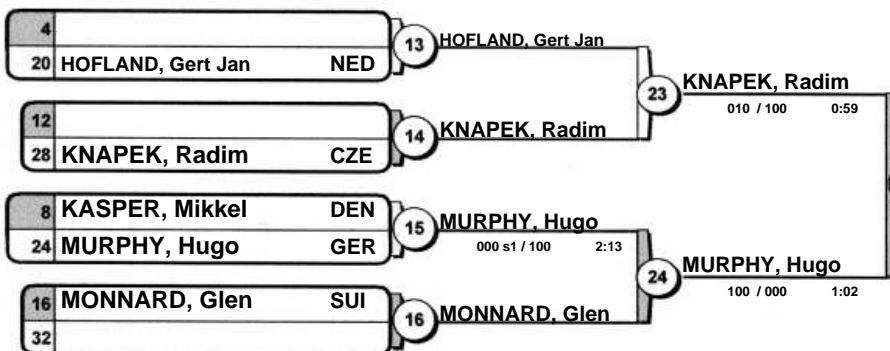 4
20 HOFLAND, Gert Jan NED
13 HOFLAND, Gert Jan
12
28 KNAPEK, Radim CZE
14 KNAPEK, Radim
23 KNAPEK, Radim
010 / 100 0:59
8 KASPER, Mikkel DEN
24 MURPHY, Hugo GER
15 MURPHY, Hugo
000 s1 / 100 2:13
16 MONNARD, Glen SUI
32
16 MONNARD, Glen
24 MURPHY, Hugo
100 / 000 1:02